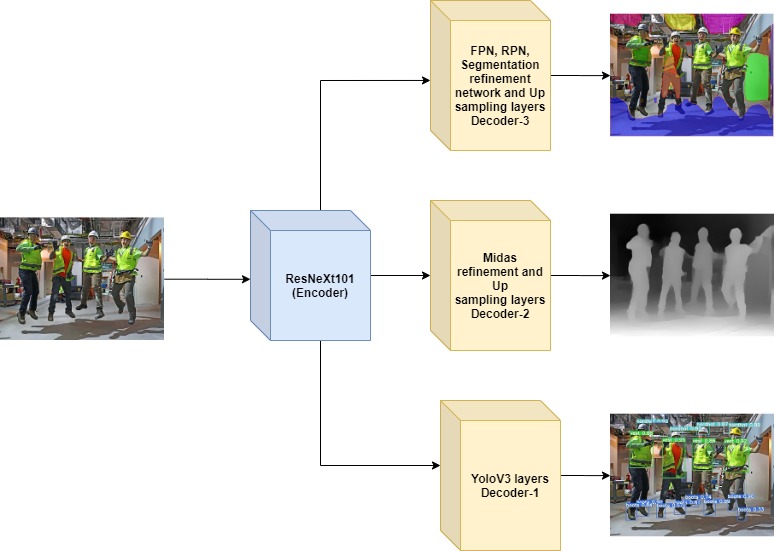 FPN, RPN,
Segmentation
refinement
network and Up
sampling layers
Decoder-3
ResNeXt101
(Encoder)
Midas
refinement and
Up
sampling layers
Decoder-2
YoloV3 layers
Decoder-1